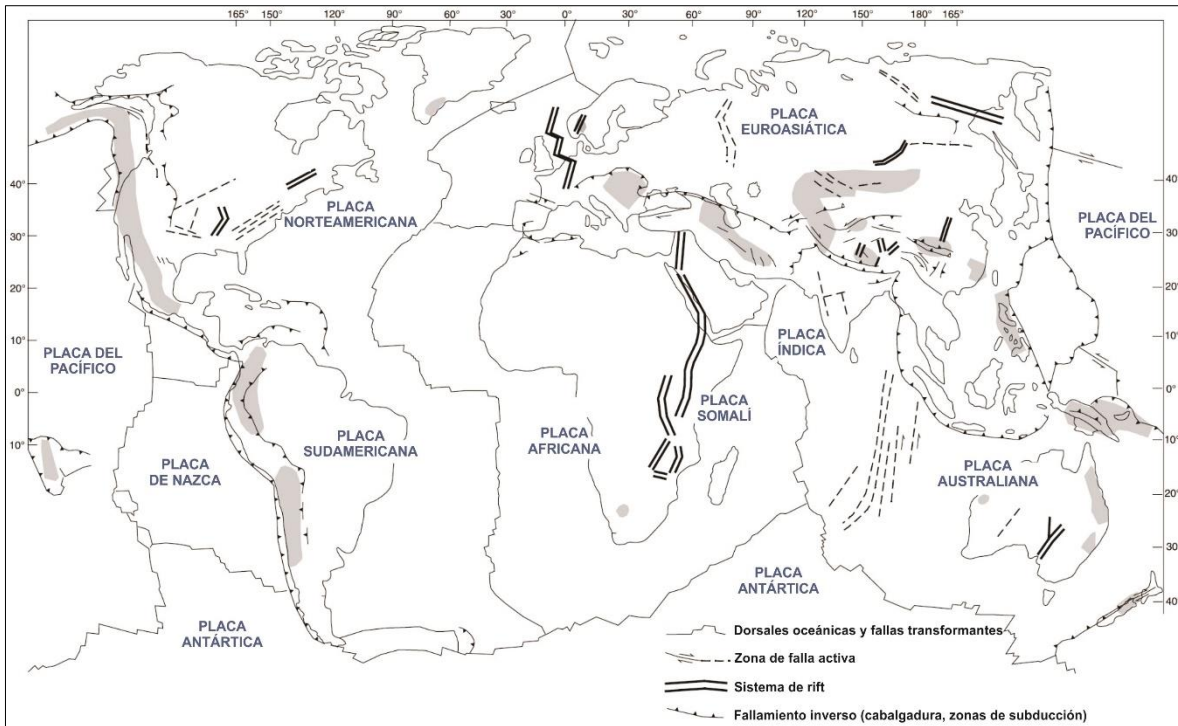 165° 150° 120° 90° 60° 30° 0° 30° 60° 90° 120° 150° 180° 165°
PLACA
EUROASIÁTICA
40°
40°
PLACA
NORTEAMERICANA
PLACA DEL
PACÍFICO
30°
30°
20°
20°
10°
10°
PLACA
ÍNDICA
PLACA DEL
PACÍFICO
0°
0°
PLACA
SOMALÍ
PLACA
SUDAMERICANA
PLACA
AFRICANA
10°
10°
PLACA
DE NAZCA
PLACA
AUSTRALIANA
20°
30°
PLACA
ANTÁRTICA
40°
PLACA
ANTÁRTICA
Dorsales oceánicas y fallas transformantes
Zona de falla activa
Sistema de rift
Fallamiento inverso (cabalgadura, zonas de subducción)